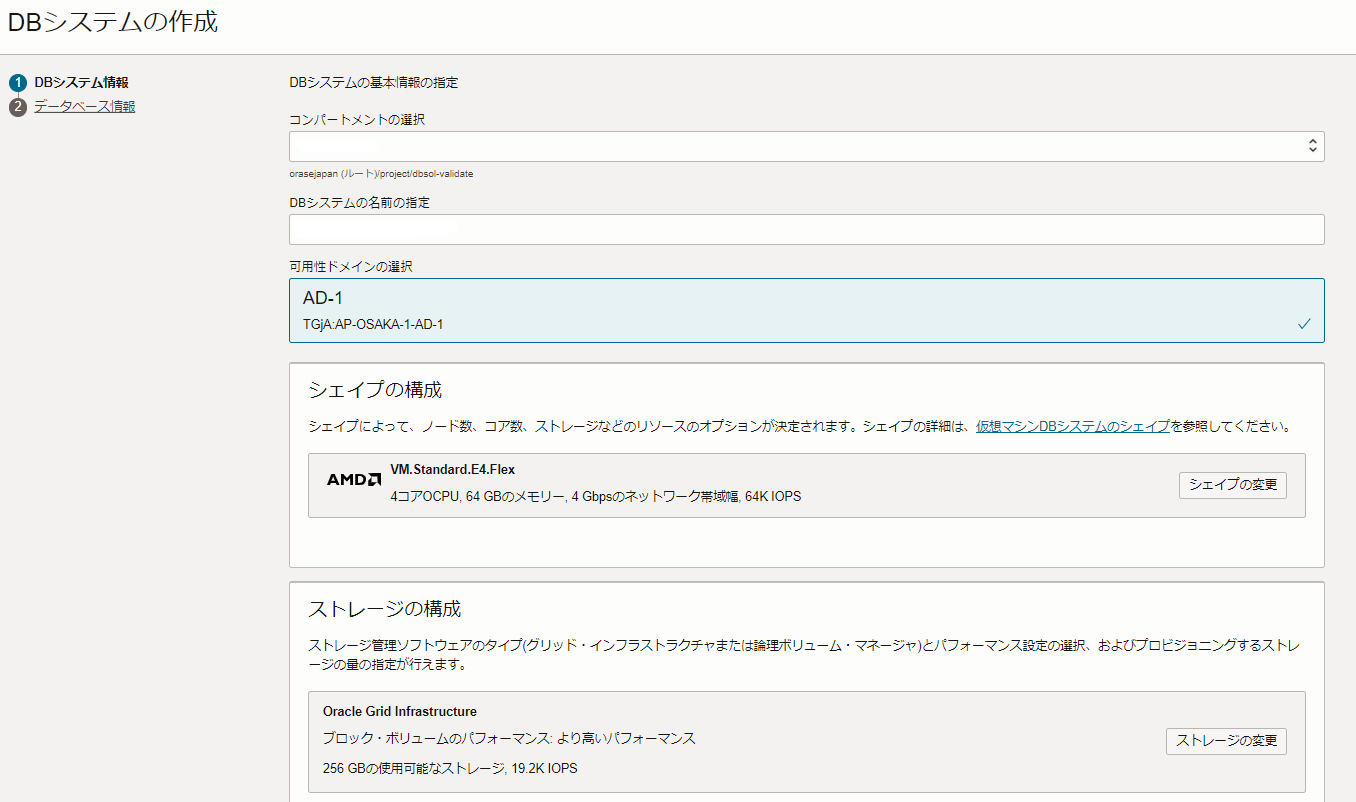 DBシステムの作成
1 DBシステム情報
2 データベース情報
DBシステムの基本情報の指定
コンパートメントの選択
orasejapan (ルート)/project/dbsol-validate
DBシステムの名前の指定
可用性ドメインの選択
AD-1
TGjA:AP-OSAKA-1-AD-1
シェイプの構成
シェイプによって、ノード数、コア数、ストレージなどのリソースのオプションが決定されます。シェイプの詳細は、仮想マシンDBシステムのシェイプを参照してください。
AMD
VM.Standard.E4.Flex
4コアOCPU, 64 GBのメモリー, 4 Gbpsのネットワーク帯域幅, 64K IOPS
シェイプの変更
ストレージの構成
ストレージ管理ソフトウェアのタイプ(グリッド・インフラストラクチャまたは論理ボリューム・マネージャ)とパフォーマンス設定の選択、およびプロビジョニングするストレ
ージの量の指定が行えます。
Oracle Grid Infrastructure
ブロック・ボリュームのパフォーマンス: より高いパフォーマンス
256 GBの使用可能なストレージ, 19.2K IOPS
ストレージの変更